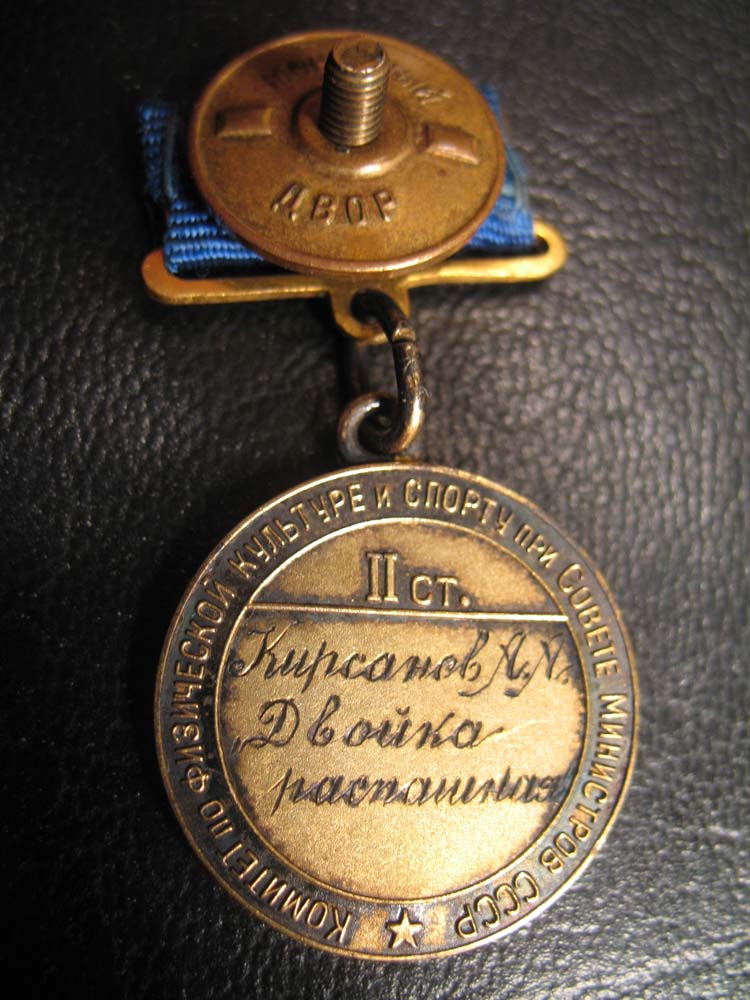 ДВОР
КОМИТЕТ ПО ФИЗИЧЕСКОЙ КУЛЬТУРЕ И СПОРТУ ПРИ СОВЕТЕ МИНИСТРОВ СССР
II СТ.
Кирсанов А.А.
„Двойка
распашная"